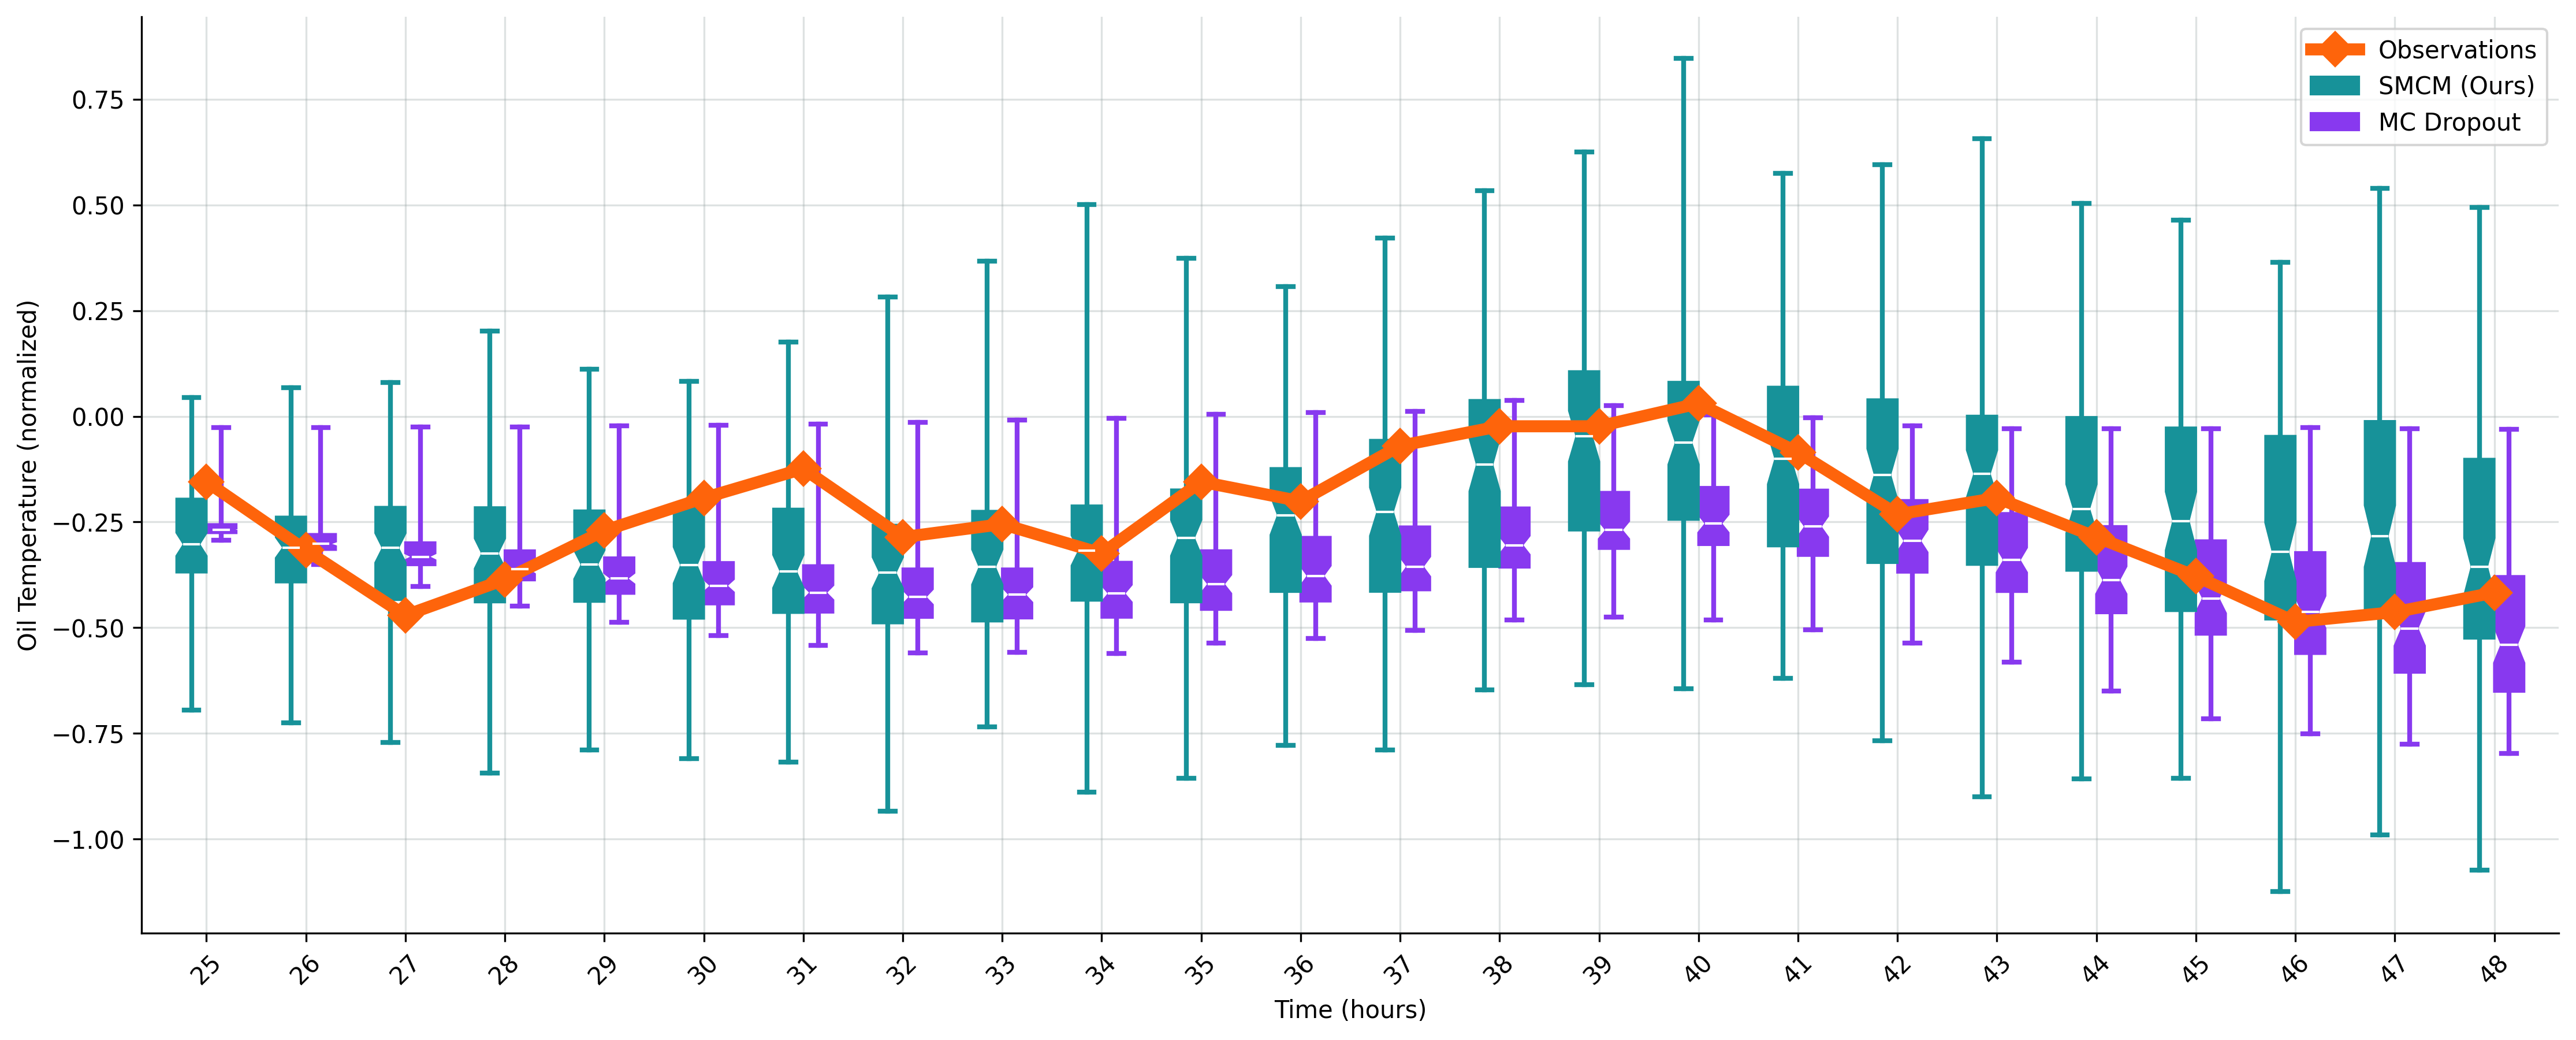 Observations
SMCM (Ours)
MC Dropout
Oil Temperature (normalized)
0.75
0.50
0.25
0.00
−0.25
−0.50
−0.75
−1.00
25 26 27 28 29 30 31 32 33 34 35 36 37 38 39 40 41 42 43 44 45 46 47 48
Time (hours)